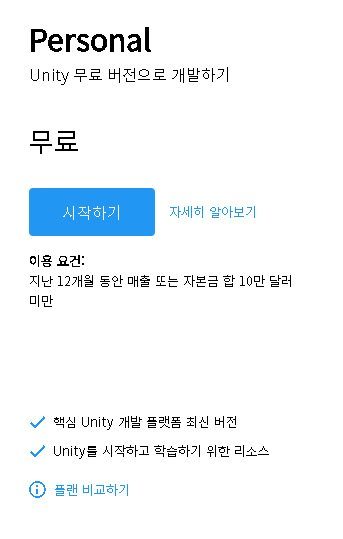 Personal
Unity 무료 버전으로 개발하기
무료
시작하기
자세히 알아보기
이용 요건:
지난 12개월 동안 매출 또는 자본금 합 10만 달러
미만
핵심 Unity 개발 플랫폼 최신 버전
Unity를 시작하고 학습하기 위한 리소스
플랜 비교하기